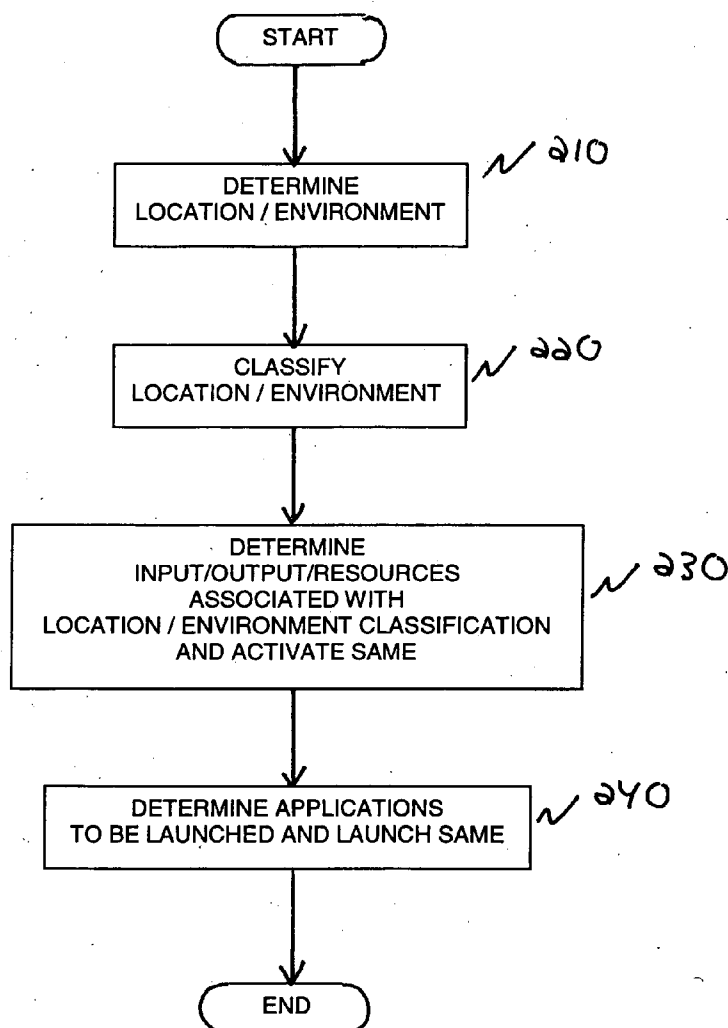 START
210
DETERMINE
LOCATION / ENVIRONMENT
220
CLASSIFY
LOCATION / ENVIRONMENT
DETERMINE
INPUT/OUTPUT/RESOURCES
ASSOCIATED WITH
LOCATION / ENVIRONMENT CLASSIFICATION
AND ACTIVATE SAME
230
DETERMINE APPLICATIONS
TO BE LAUNCHED AND LAUNCH SAME
240
END